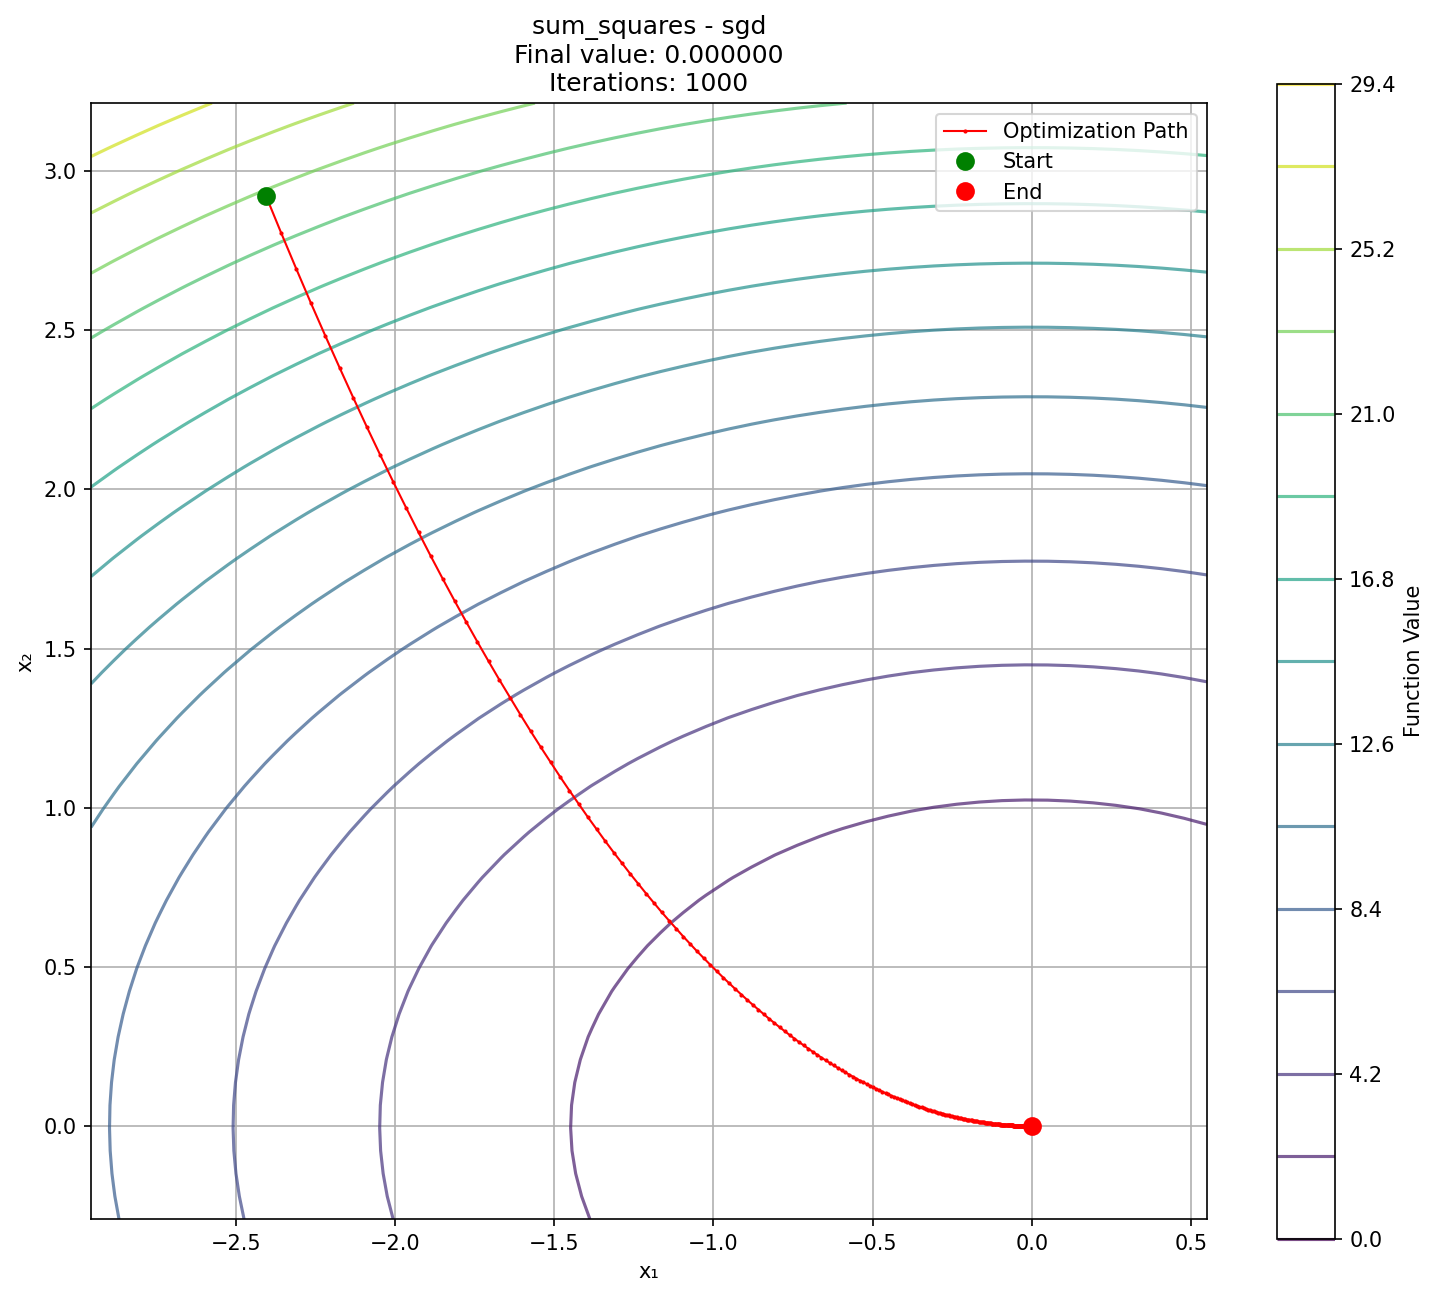 sum_squares - sgd
Final value: 0.000000
Iterations: 1000
Optimization Path
Start
End
3.0
2.5
2.0
1.5
1.0
0.5
0.0
x₂
−2.5
−2.0
−1.5
−1.0
−0.5
0.0
0.5
x₁
29.4
25.2
21.0
16.8
12.6
8.4
4.2
0.0
Function Value